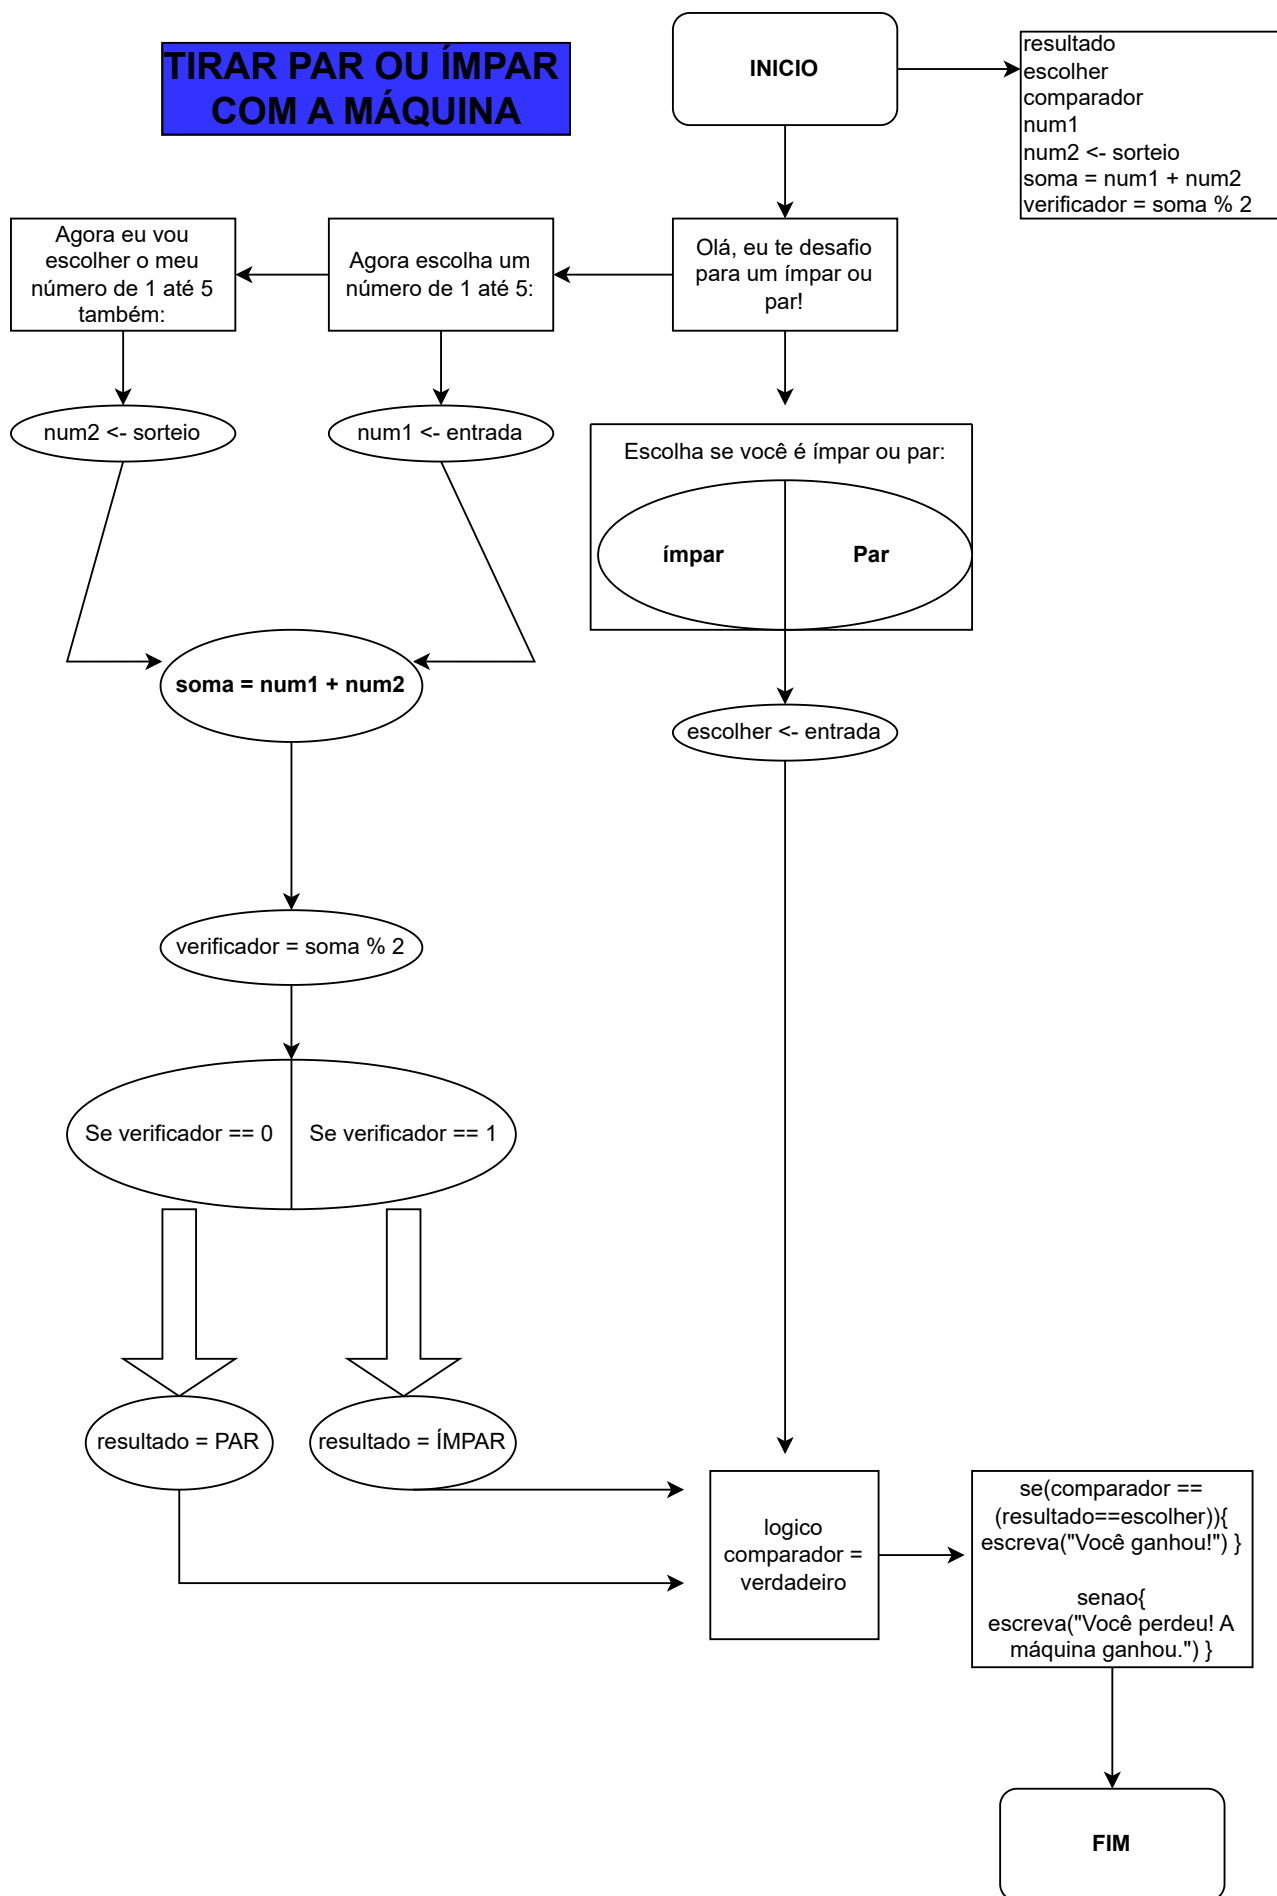 TIRAR PAR OU ÍMPAR
COM A MÁQUINA
INICIO
resultado
escolher
comparador
num1
num2 <- sorteio
soma = num1 + num2
verificador = soma % 2
Agora eu vou
escolher o meu
número de 1 até 5
também:
Agora escolha um
número de 1 até 5:
Olá, eu te desafio
para um ímpar ou
par!
num2 <- sorteio
num1 <- entrada
Escolha se você é ímpar ou par:
ímpar
Par
soma = num1 + num2
escolher <- entrada
verificador = soma % 2
Se verificador == 0
Se verificador == 1
resultado = PAR
resultado = ÍMPAR
logico
comparador =
verdadeiro
se(comparador ==
(resultado==escolher)){
escreva("Você ganhou!") }
senao{
escreva("Você perdeu! A
máquina ganhou.") }
FIM